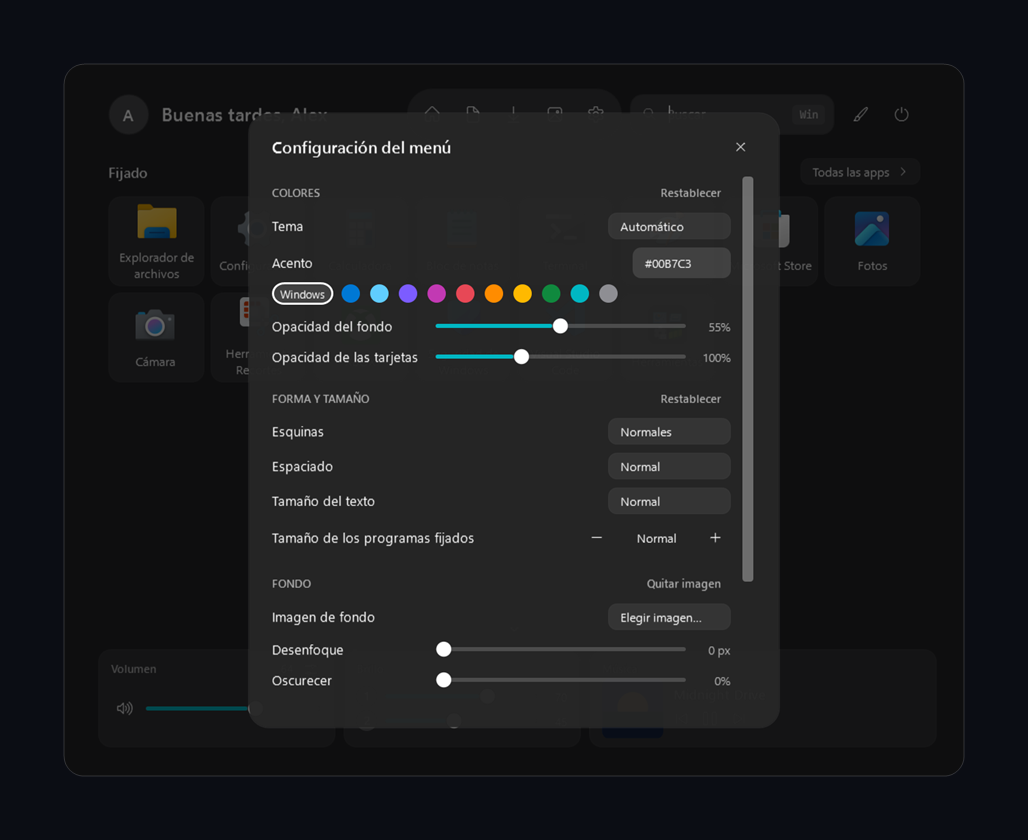 A
Buenas tardes, Alex
Buscar
Win
Fijado
Todas las apps
Explorador de
archivos
Store
Fotos
Cámara
Configuración del menú
COLORES
Restablecer
Tema
Automático
Acento
#00B7C3
Windows
Opacidad del fondo
55%
Opacidad de las tarjetas
100%
FORMA Y TAMAÑO
Restablecer
Esquinas
Normales
Espaciado
Normal
Tamaño del texto
Normal
Tamaño de los programas fijados
Normal
FONDO
Quitar imagen
Imagen de fondo
Elegir imagen...
Desenfoque
0 px
Oscurecer
0%
Volumen